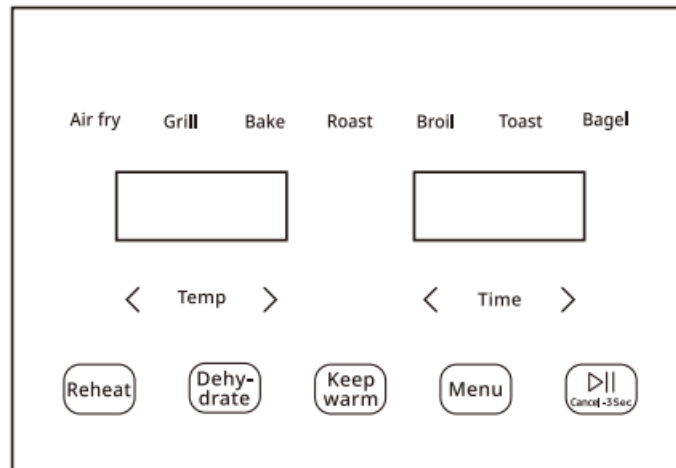 Air fry Grill Bake Roast Broil Toast Bagel
< Temp > < Time >
Reheat
Dehy-
drate
Keep
warm
Menu
▷||
Cancel -3Sec